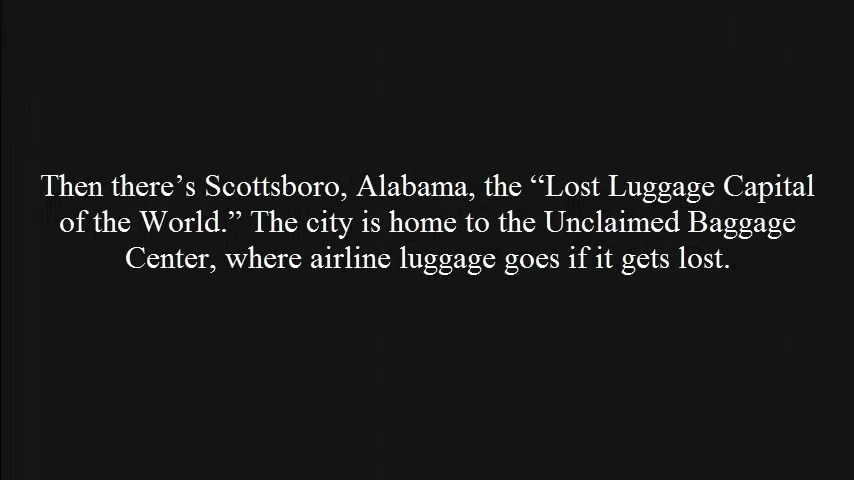 Then there’s Scottsboro, Alabama, the “Lost Luggage Capital
of the World.” The city is home to the Unclaimed Baggage
Center, where airline luggage goes if it gets lost.